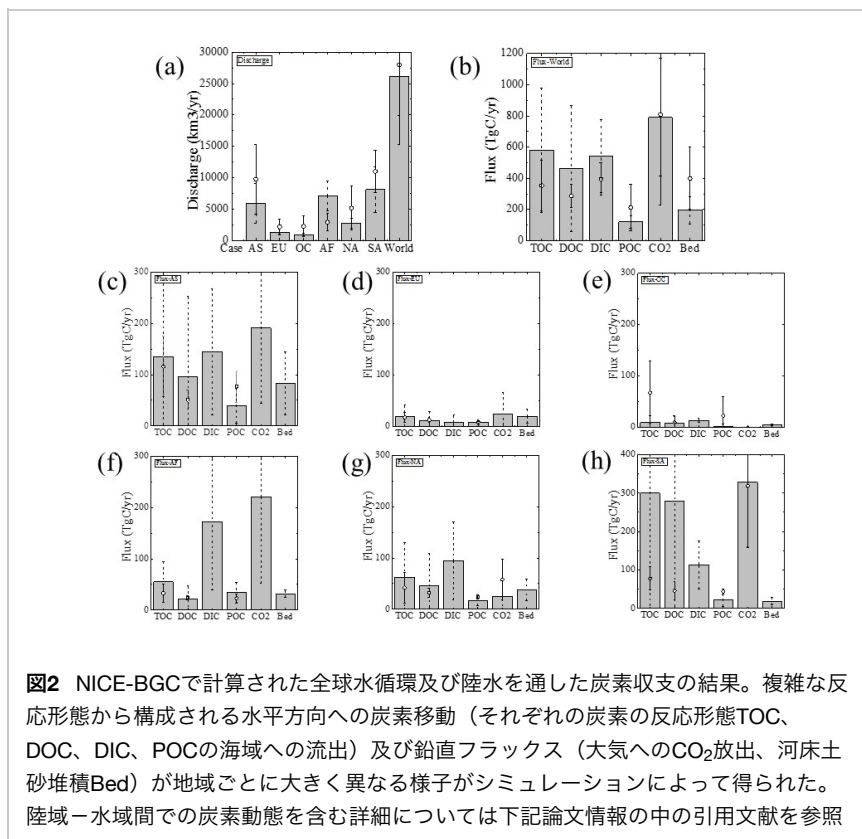 (a)
Discharge
Discharge (km3/yr)
30000
25000
20000
15000
10000
5000
0
Case AS EU OC AF NA SA World
(b)
Flux-World
Flux (TgC/yr)
1200
1000
800
600
400
200
0
TOC DOC DIC POC CO2 Bed
(c)
Flux-AS
Flux (TgC/yr)
300
200
100
0
TOC DOC DIC POC CO2 Bed
(d)
Flux-EU
Flux (TgC/yr)
300
200
100
0
TOC DOC DIC POC CO2 Bed
(e)
Flux-OC
Flux (TgC/yr)
300
200
100
0
TOC DOC DIC POC CO2 Bed
(f)
Flux-AF
Flux (TgC/yr)
300
200
100
0
TOC DOC DIC POC CO2 Bed
(g)
Flux-NA
Flux (TgC/yr)
300
200
100
0
TOC DOC DIC POC CO2 Bed
(h)
Flux-SA
Flux (TgC/yr)
400
300
200
100
0
TOC DOC DIC POC CO2 Bed
図2 NICE-BGCで計算された全球水循環及び陸水を通した炭素収支の結果。複雑な反
応形態から構成される水平方向への炭素移動（それぞれの炭素の反応形態TOC、
DOC、DIC、POCの海域への流出）及び鉛直フラックス（大気へのCO₂放出、河床土
砂堆積Bed）が地域ごとに大きく異なる様子がシミュレーションによって得られた。
陸域－水域間での炭素動態を含む詳細については下記論文情報の中の引用文献を参照